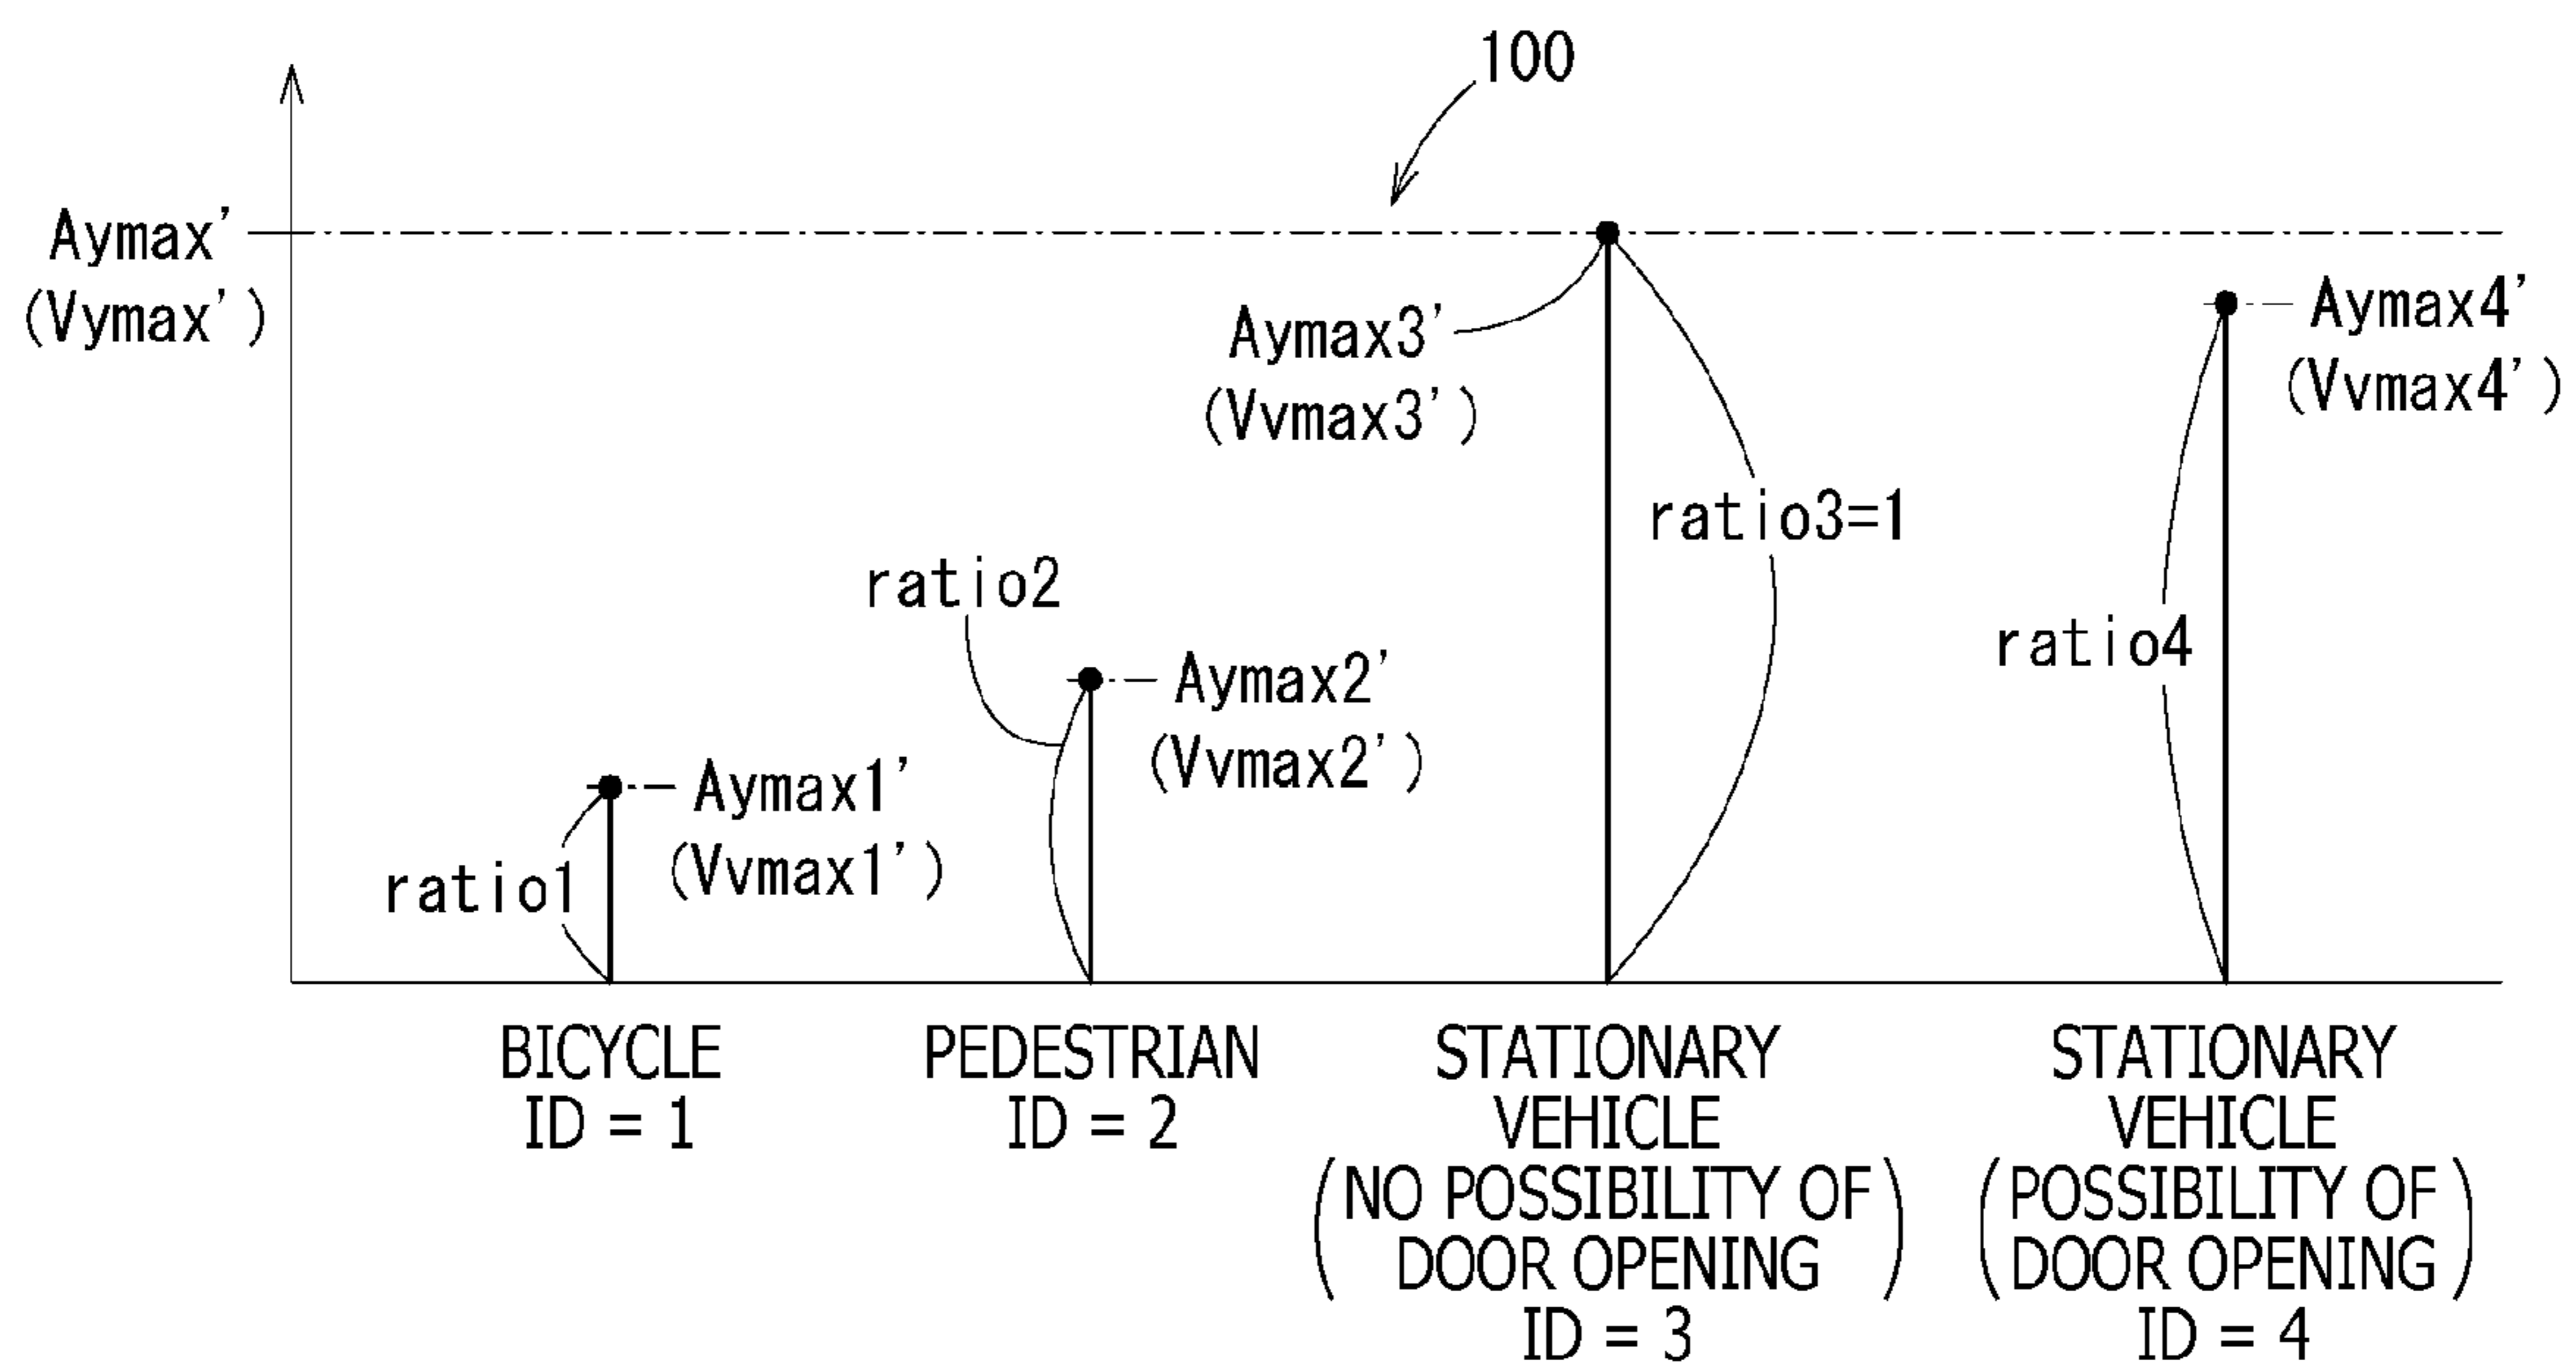 100
Aymax'
(Vymax')
Aymax3'
(Vvmax3')
Aymax4'
(Vvmax4')
ratio3=1
ratio2
ratio4
Aymax2'
(Vvmax2')
Aymax1'
(Vvmax1')
ratio1
BICYCLE
ID = 1
PEDESTRIAN
ID = 2
STATIONARY
VEHICLE
(NO POSSIBILITY OF
DOOR OPENING)
ID = 3
STATIONARY
VEHICLE
(POSSIBILITY OF
DOOR OPENING)
ID = 4